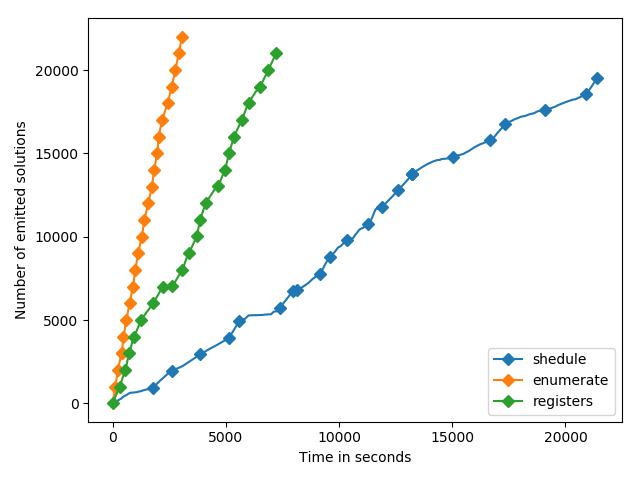 Number of emitted solutions
20000
15000
10000
5000
0
0
5000
10000
15000
20000
Time in seconds
shedule
enumerate
registers